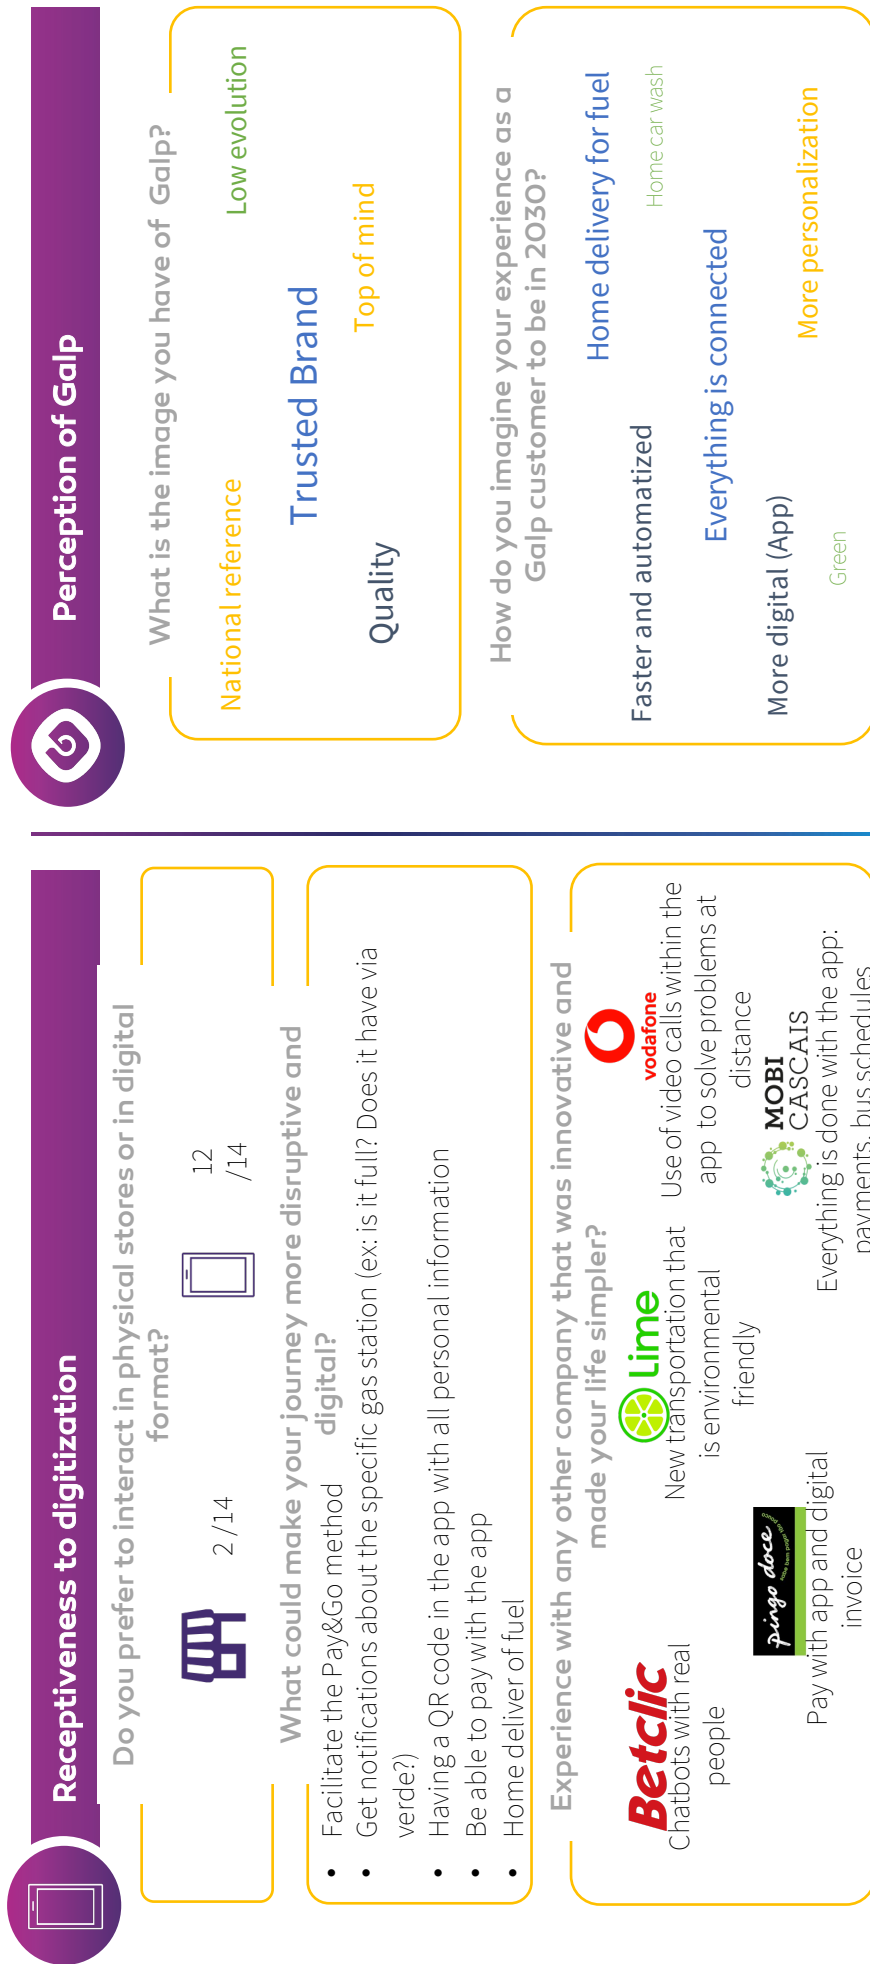 Receptiveness to digitization
Do you prefer to interact in physical stores or in digital
format?
2 /14
12
/14
What could make your journey more disruptive and
digital?
• Facilitate the Pay&Go method
• Get notifications about the specific gas station (ex: is it full? Does it have via
verde?)
• Having a QR code in the app with all personal information
• Be able to pay with the app
• Home deliver of fuel
Experience with any other company that was innovative and
made your life simpler?
Betclic
Chatbots with real
people
Lime
New transportation that
is environmental
friendly
vodafone
Use of video calls within the
app to solve problems at
distance
pingo doce
sabe bem pagar tão pouco
Pay with app and digital
invoice
MOBI
CASCAIS
Everything is done with the app:
payments, bus schedules
Perception of Galp
What is the image you have of Galp?
National reference
Low evolution
Trusted Brand
Top of mind
Quality
How do you imagine your experience as a
Galp customer to be in 2030?
Home delivery for fuel
Faster and automatized
Home car wash
Everything is connected
More digital (App)
More personalization
Green